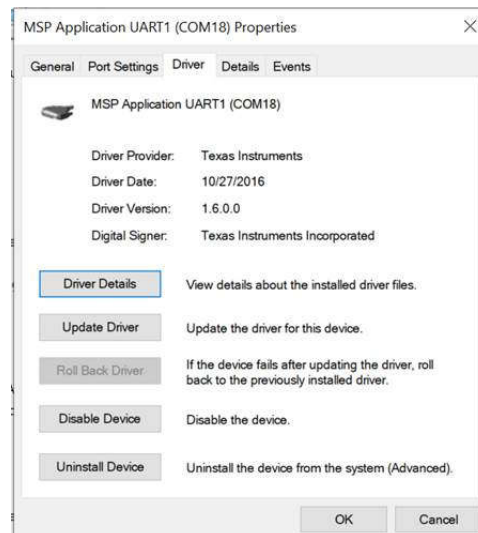 MSP Application UART1 (COM18) Properties
General Port Settings Driver Details Events
MSP Application UART1 (COM18)
Driver Provider: Texas Instruments
Driver Date: 10/27/2016
Driver Version: 1.6.0.0
Digital Signer: Texas Instruments Incorporated
Driver Details View details about the installed driver files.
Update Driver Update the driver for this device.
Roll Back Driver If the device fails after updating the driver, roll
back to the previously installed driver.
Disable Device Disable the device.
Uninstall Device Uninstall the device from the system (Advanced).
OK Cancel